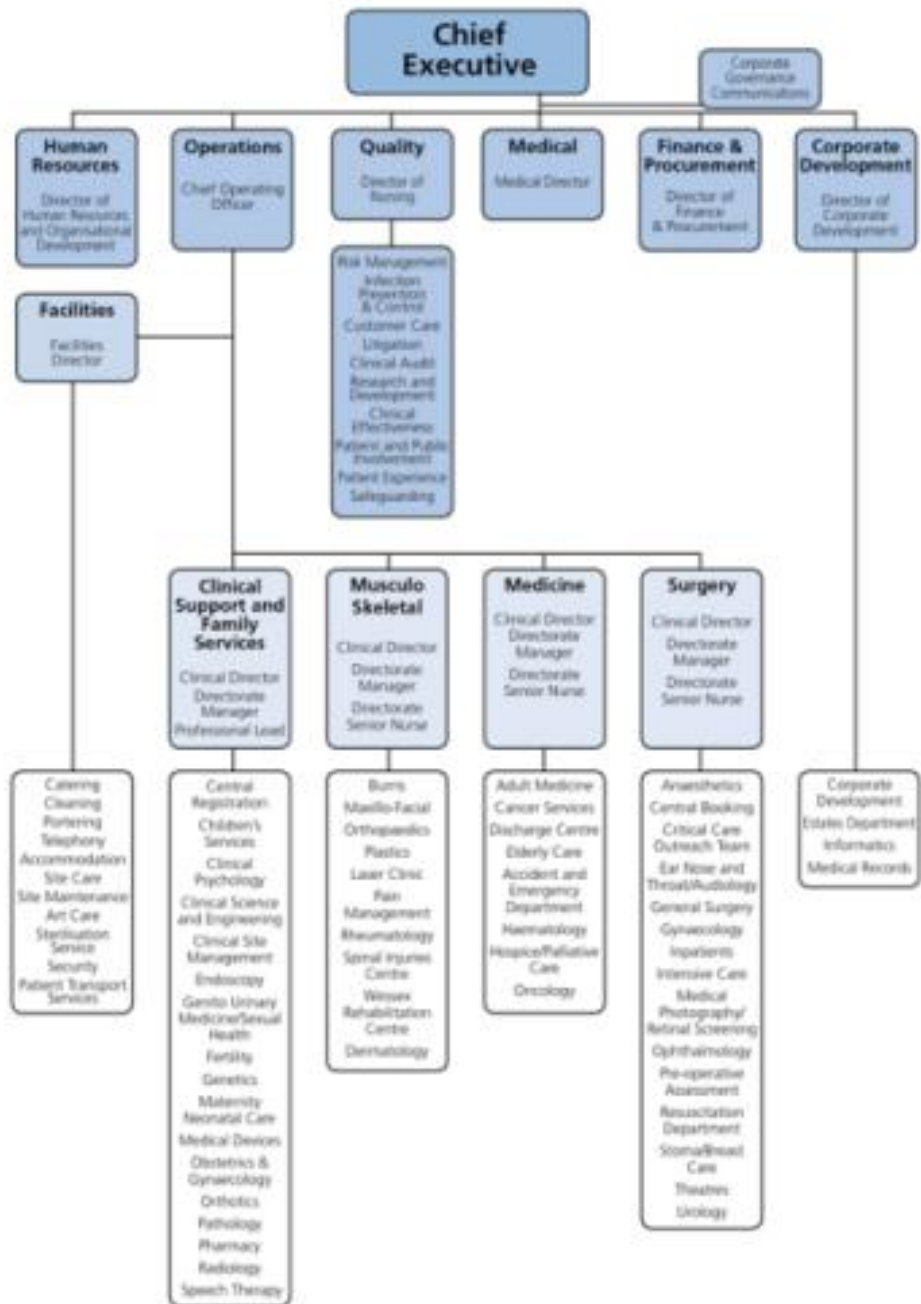 Chief
Executive
Corporate
Governance
Communications
Human
Resources
Director of
Human Resources
and Organisational
Development
Operations
Chief Operating
Officer
Quality
Director of
Nursing
Medical
Medical Director
Finance &
Procurement
Director of
Finance
& Procurement
Corporate
Development
Director of
Corporate
Development
Facilities
Facilities
Director
Risk Management
Infection
Prevention
& Control
Customer Care
Litigation
Clinical Audit
Research and
Development
Clinical
Effectiveness
Patient and Public
Involvement
Patient Experience
Safeguarding
Clinical
Support and
Family
Services
Clinical Director
Directorate
Manager
Professional Lead
Musculo
Skeletal
Clinical Director
Directorate
Manager
Directorate
Senior Nurse
Medicine
Clinical Director
Directorate
Manager
Directorate
Senior Nurse
Surgery
Clinical Director
Directorate
Manager
Directorate
Senior Nurse
Catering
Cleaning
Portering
Telephony
Accommodation
Site Care
Site Maintenance
Art Care
Sterilisation
Service
Security
Patient Transport
Services
Central
Registration
Children's
Services
Clinical
Psychology
Clinical Science
and Engineering
Clinical Site
Management
Endoscopy
Genito Urinary
Medicine/Sexual
Health
Fertility
Genetics
Maternity
Neonatal Care
Medical Devices
Obstetrics &
Gynaecology
Orthotics
Pathology
Pharmacy
Radiology
Speech Therapy
Burns
Maxillo-Facial
Orthopaedics
Plastics
Laser Clinic
Pain
Management
Rheumatology
Spinal Injuries
Centre
Wessex
Rehabilitation
Centre
Dermatology
Adult Medicine
Cancer Services
Discharge Centre
Elderly Care
Accident and
Emergency
Department
Haematology
Hospice/Palliative
Care
Oncology
Anaesthetics
Central Booking
Critical Care
Outreach Team
Ear Nose and
Throat/Audiology
General Surgery
Gynaecology
Inpatients
Intensive Care
Medical
Photography/
Retinal Screening
Ophthalmology
Pre-operative
Assessment
Resuscitation
Department
Stoma/Breast
Care
Theatres
Urology
Corporate
Development
Estates Department
Informatics
Medical Records